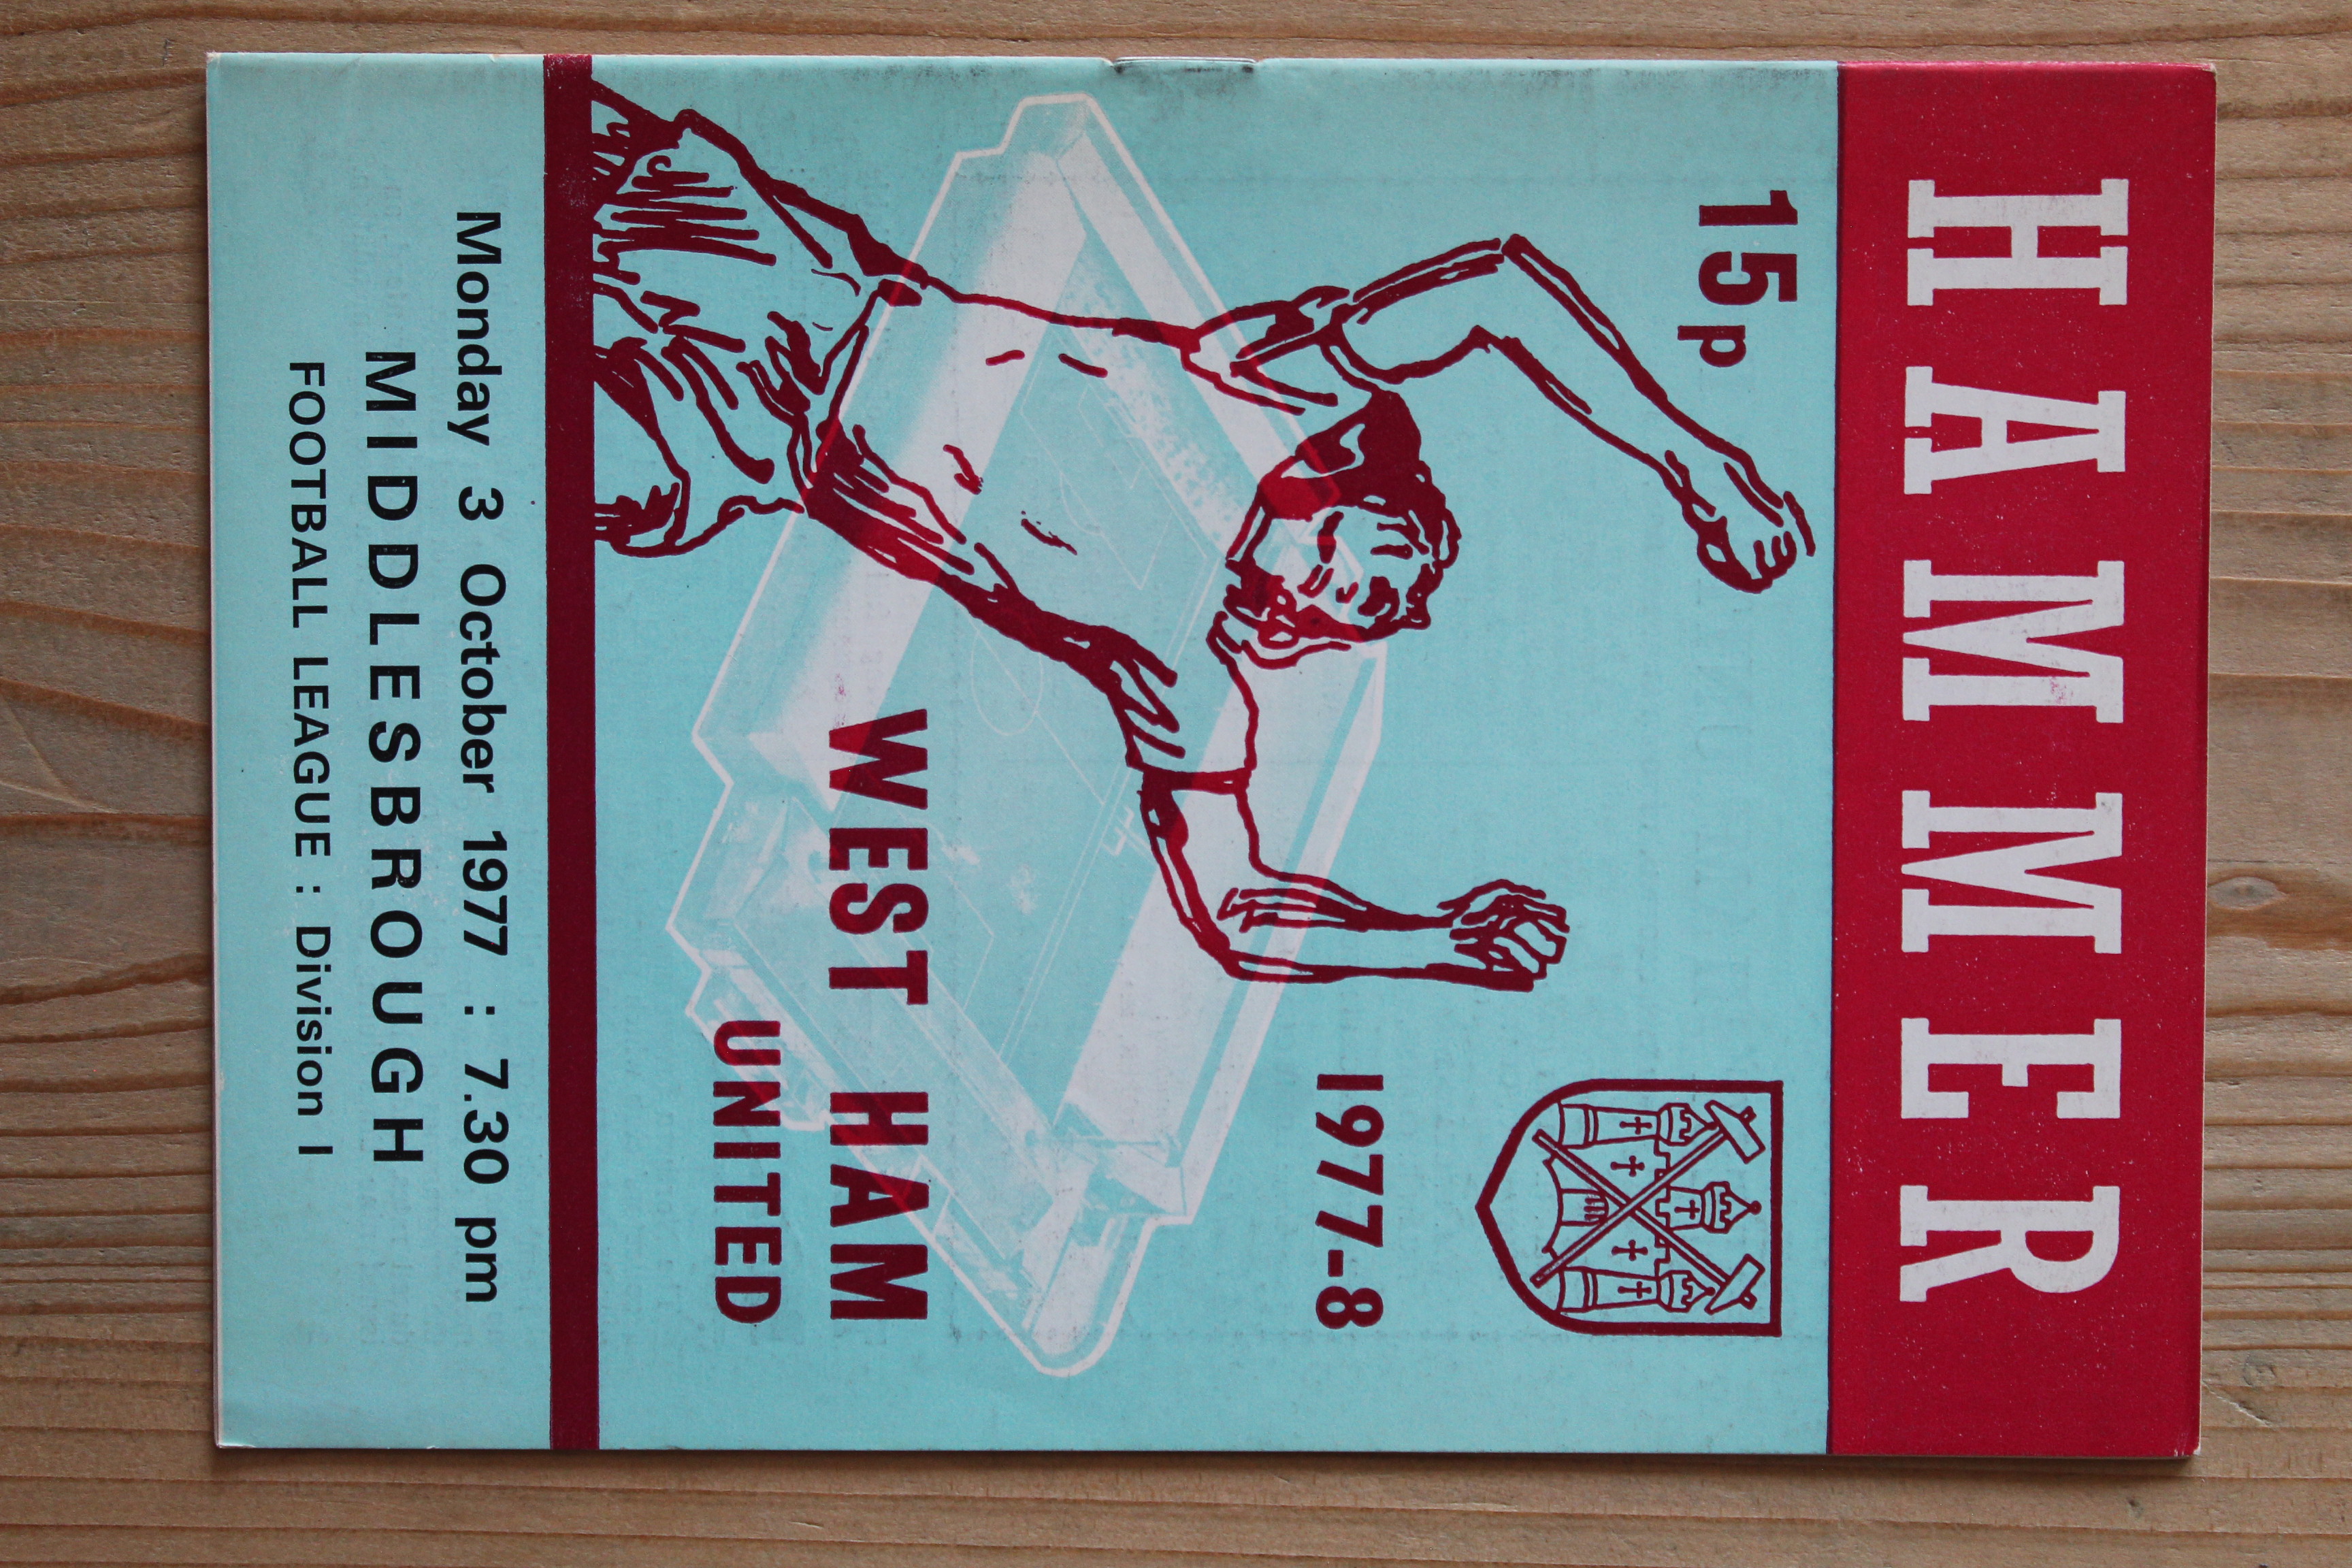 HAMMER
15p
1977-8
WEST HAM
UNITED
Monday 3 October 1977 : 7.30 pm
MIDDLESBROUGH
FOOTBALL LEAGUE : Division I